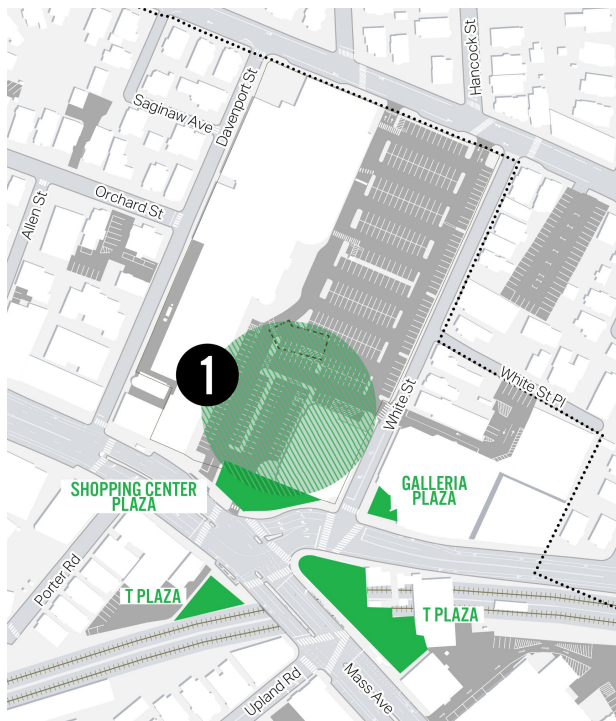 Hancock St
Davenport St
Saginaw Ave
Orchard St
Allen St
1
White St
White St Pl
SHOPPING CENTER
PLAZA
GALLERIA
PLAZA
Porter Rd
T PLAZA
T PLAZA
Upland Rd
Mass Ave